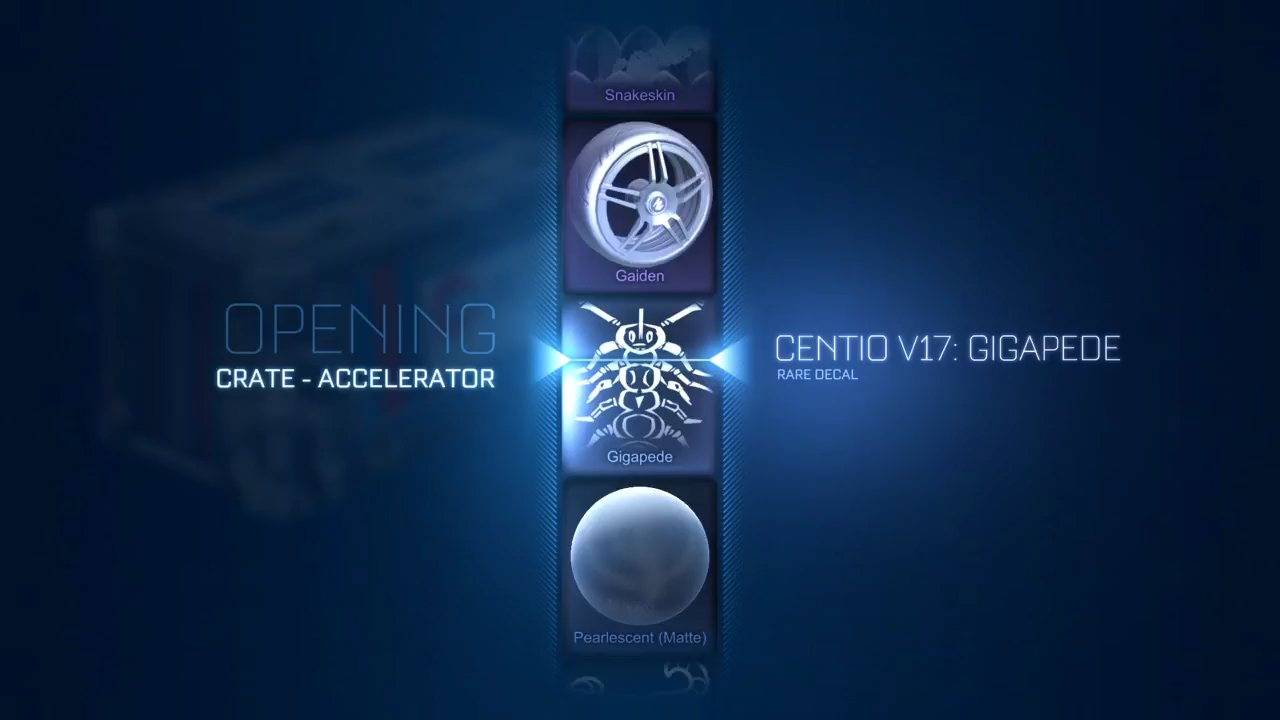 Snakeskin
Gaiden
OPENING
CRATE - ACCELERATOR
CENTIO V17: GIGAPEDE
RARE DECAL
Gigapede
Pearlescent (Matte)